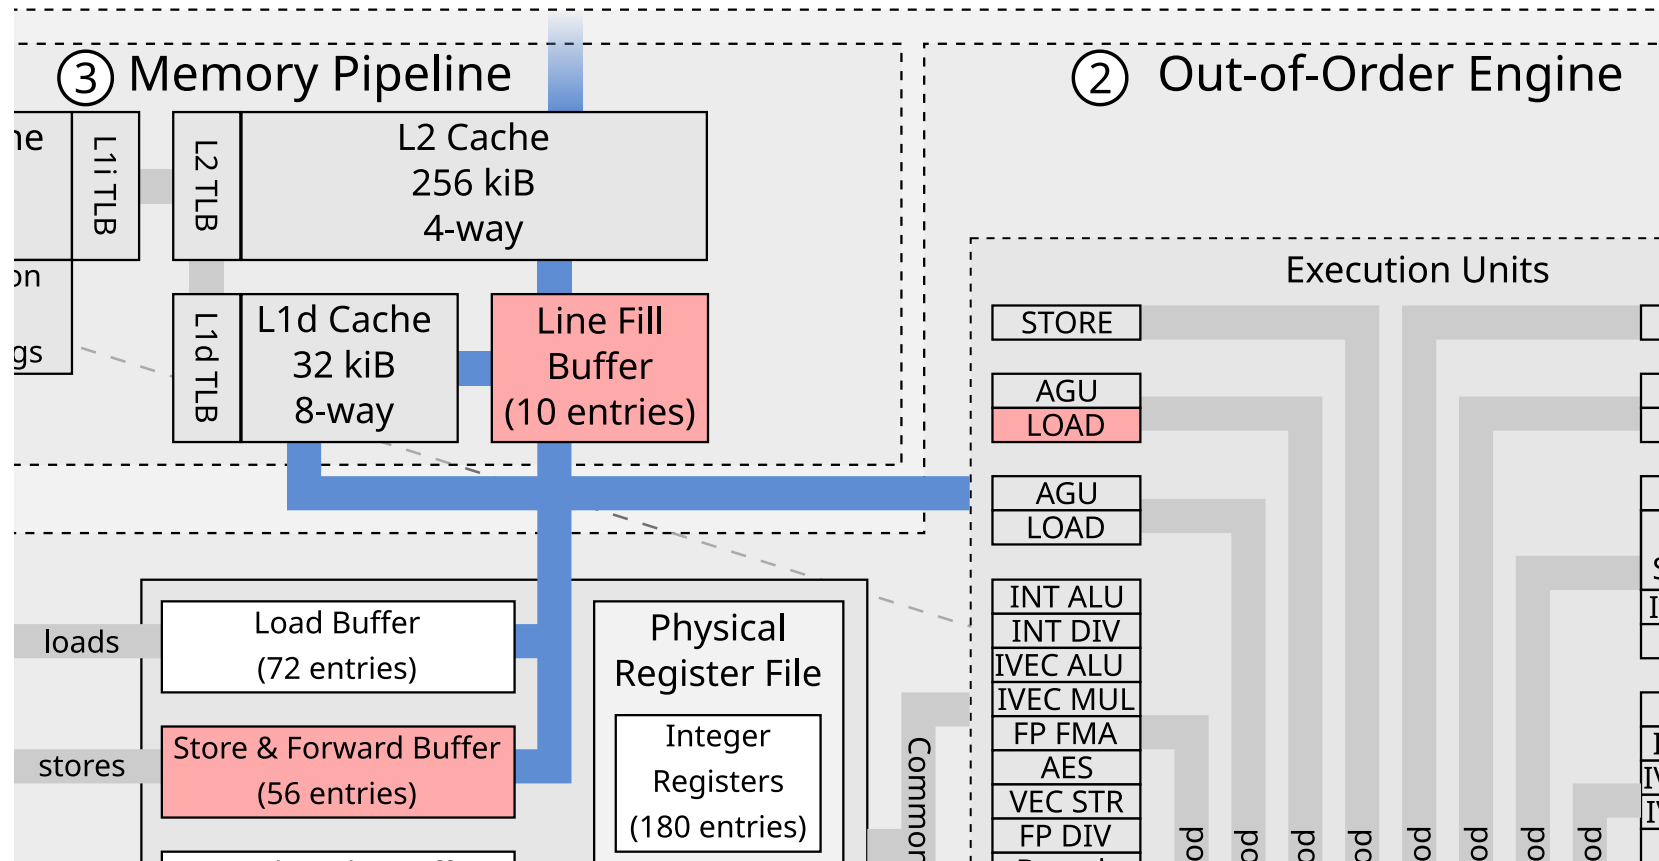 3 Memory Pipeline
2 Out-of-Order Engine
L1i TLB
L2 TLB
L2 Cache
256 kiB
4-way
L1d TLB
L1d Cache
32 kiB
8-way
Line Fill
Buffer
(10 entries)
Execution Units
STORE
AGU
LOAD
AGU
LOAD
INT ALU
INT DIV
IVEC ALU
IVEC MUL
FP FMA
AES
VEC STR
FP DIV
loads
Load Buffer
(72 entries)
stores
Store & Forward Buffer
(56 entries)
Physical
Register File
Integer
Registers
(180 entries)
Common